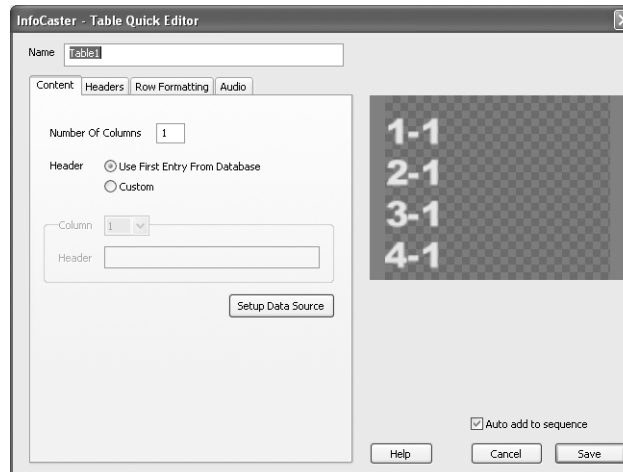 InfoCaster - Table Quick Editor
Name Table1
Content Headers Row Formatting Audio
Number Of Columns 1
Header Use First Entry From Database
Custom
Column 1
Header
Setup Data Source
1-1
2-1
3-1
4-1
Auto add to sequence
Help Cancel Save